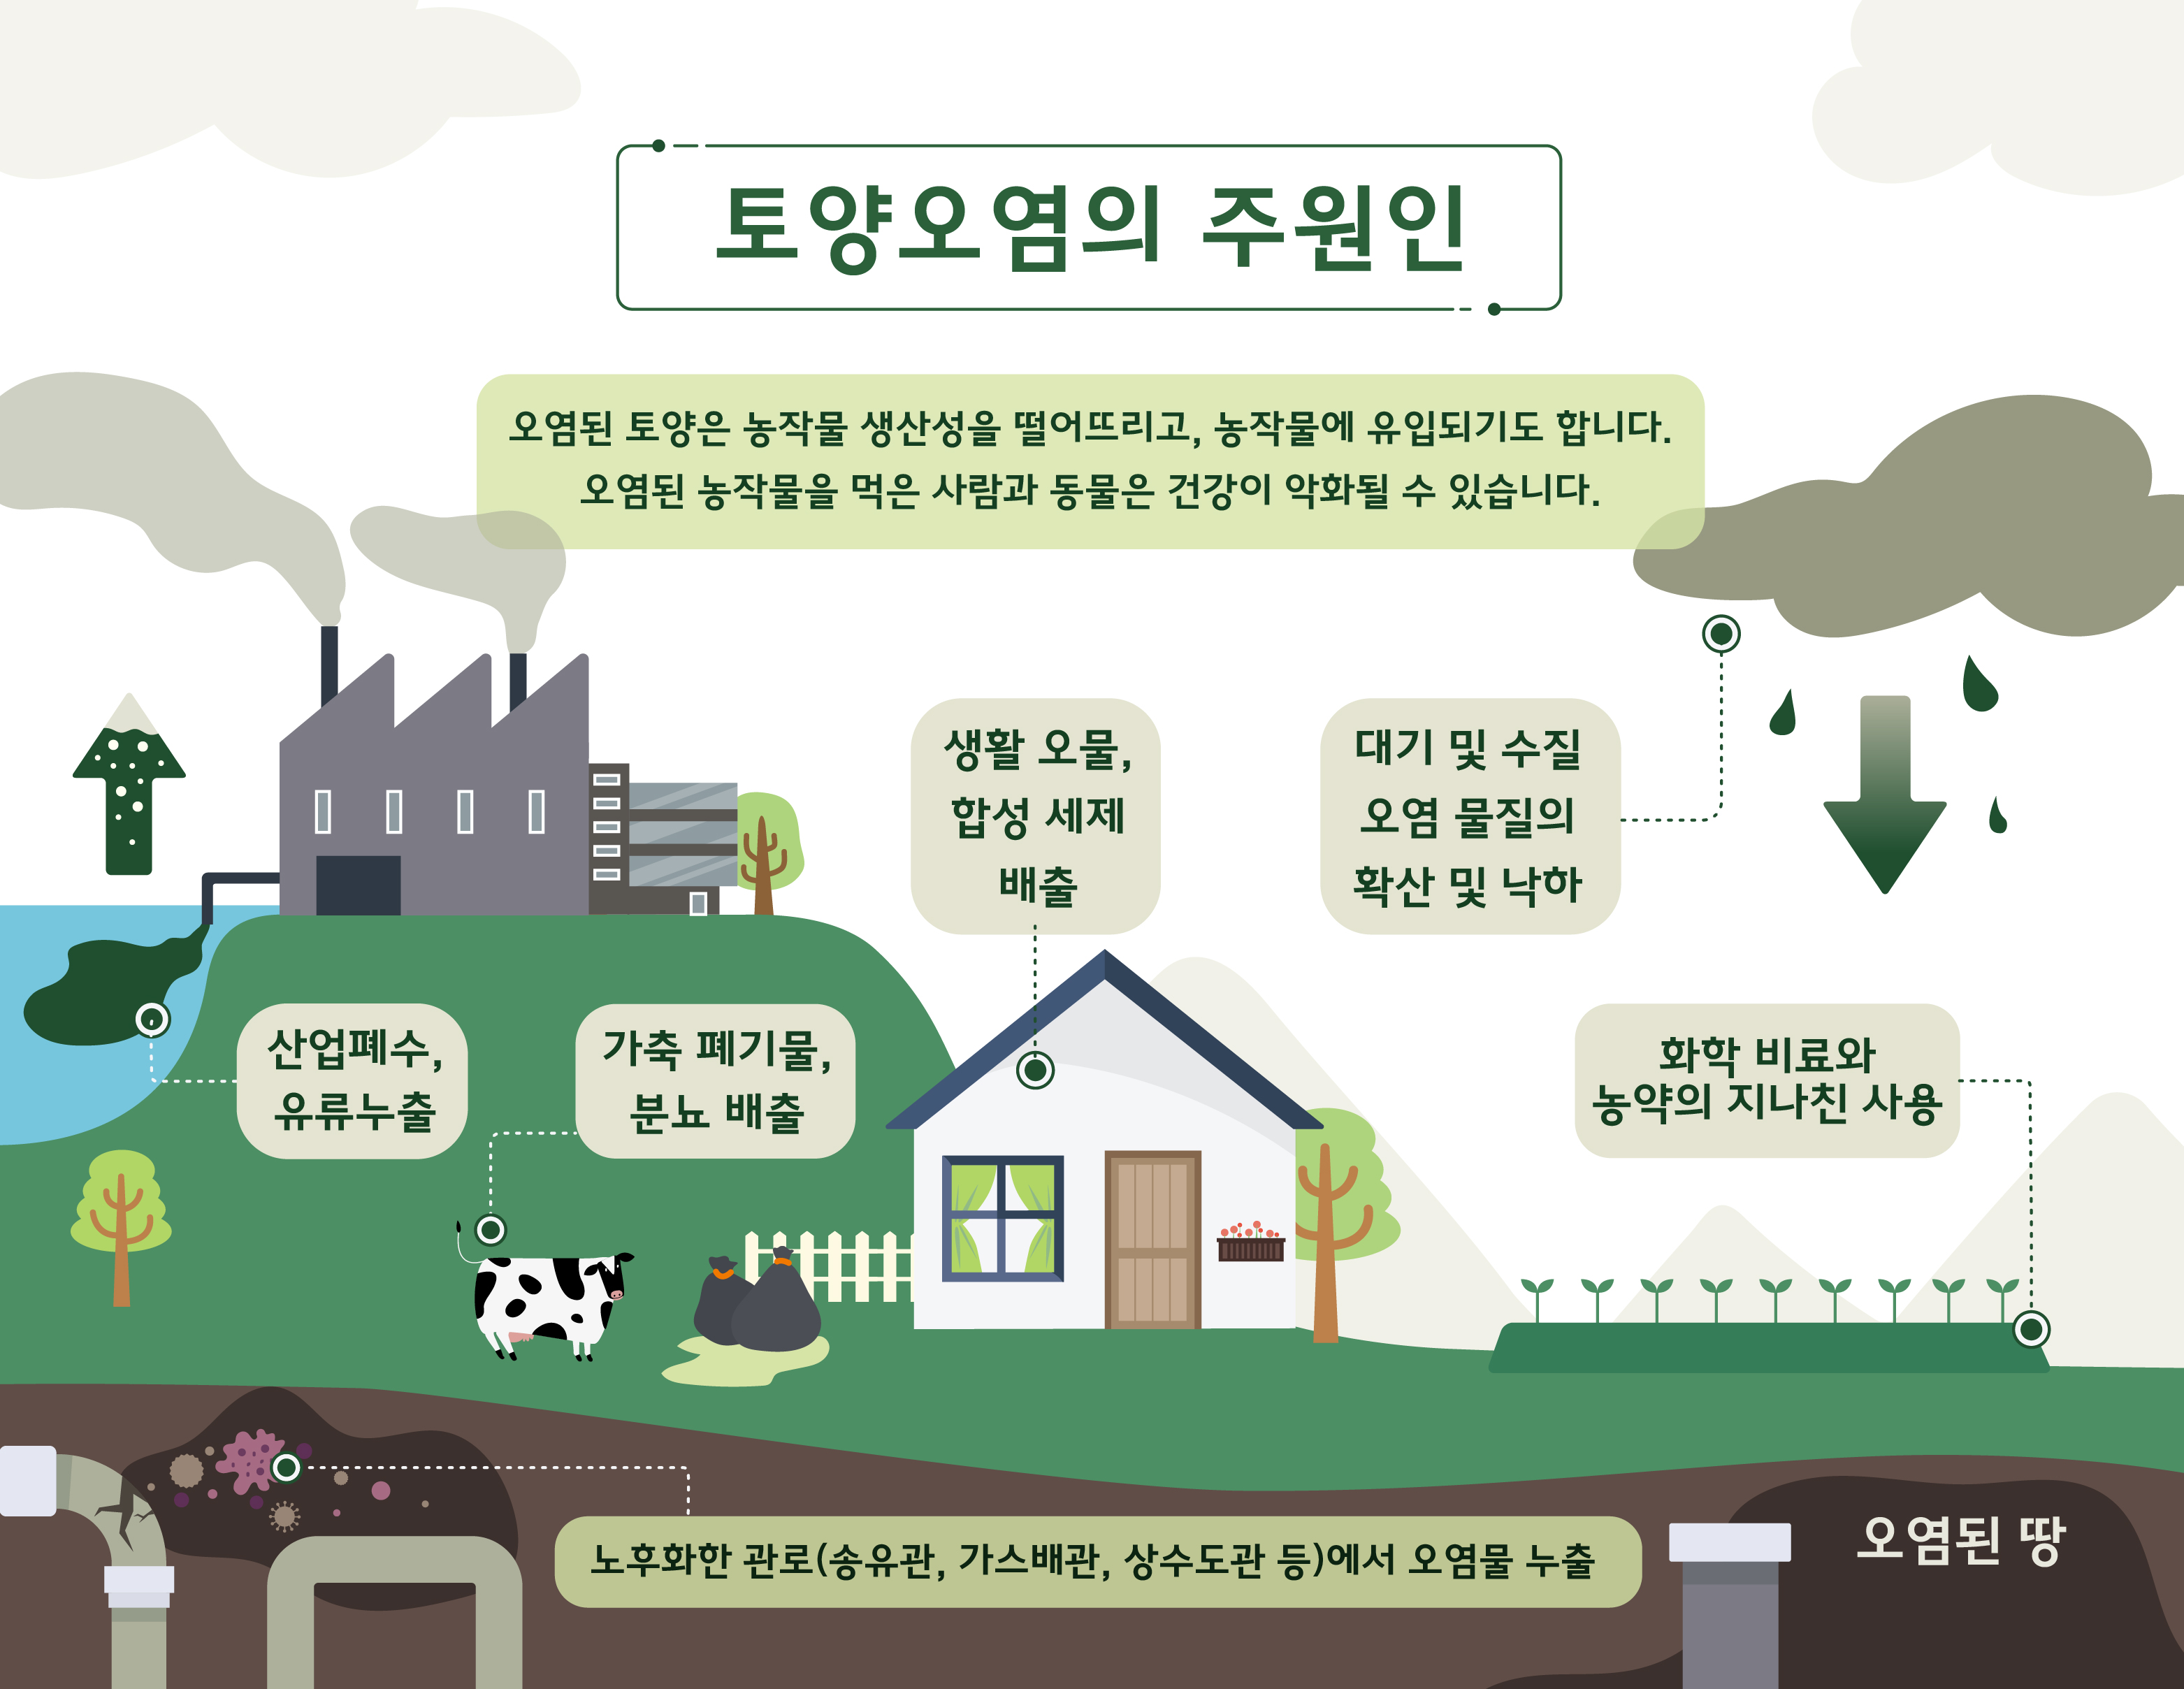 토양오염의 주원인
오염된 토양은 농작물 생산성을 떨어뜨리고, 농작물에 유입되기도 합니다.
오염된 농작물을 먹은 사람과 동물은 건강이 악화될 수 있습니다.
생활 오물,
합성 세제
배출
대기 및 수질
오염 물질의
확산 및 낙하
산업폐수,
유류누출
가축 폐기물,
분뇨 배출
화학 비료와
농약의 지나친 사용
노후화한 관로(송유관, 가스배관, 상수도관 등)에서 오염물 누출
오염된 땅